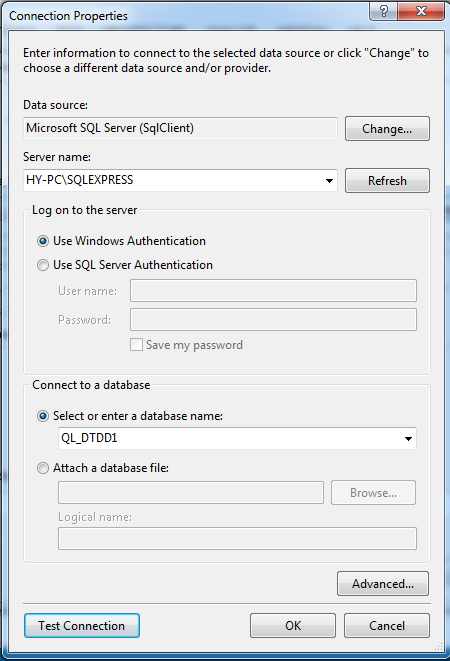 Connection Properties
Enter information to connect to the selected data source or click "Change" to
choose a different data source and/or provider.
Data source:
Microsoft SQL Server (SqlClient)
Change...
Server name:
HY-PC\SQLEXPRESS
Refresh
Log on to the server
Use Windows Authentication
Use SQL Server Authentication
User name:
Password:
Save my password
Connect to a database
Select or enter a database name:
QL_DTDD1
Attach a database file:
Browse...
Logical name:
Advanced...
Test Connection
OK
Cancel